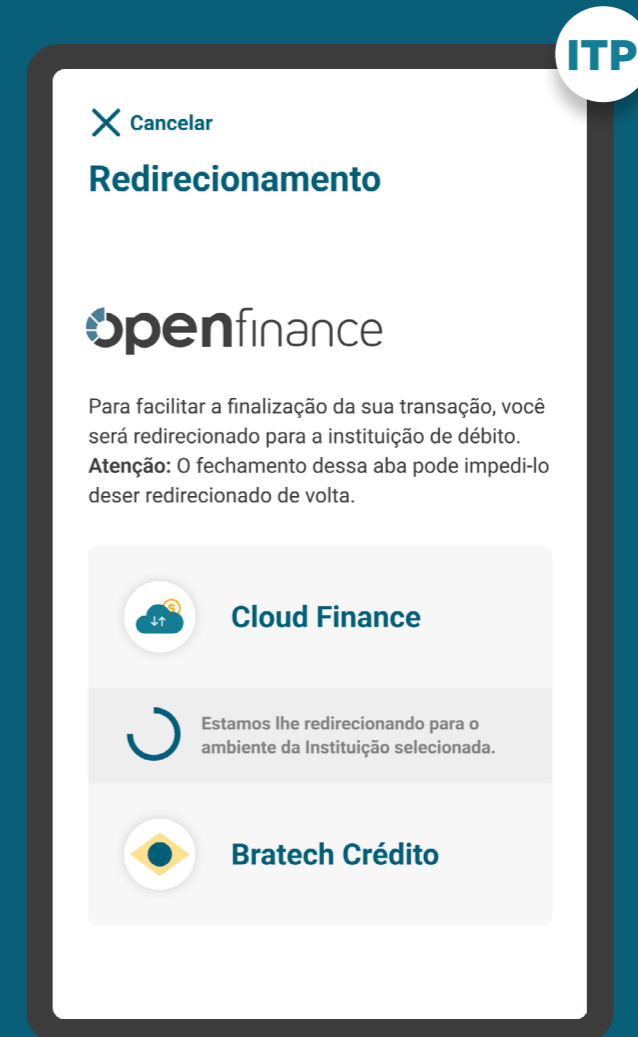 ITP
Cancelar
Redirecionamento
openfinance
Para facilitar a finalização da sua transação, você
será redirecionado para a instituição de débito.
Atenção: O fechamento dessa aba pode impedi-lo
deser redirecionado de volta.
$
Cloud Finance
Estamos lhe redirecionando para o
ambiente da Instituição selecionada.
Bratech Crédito